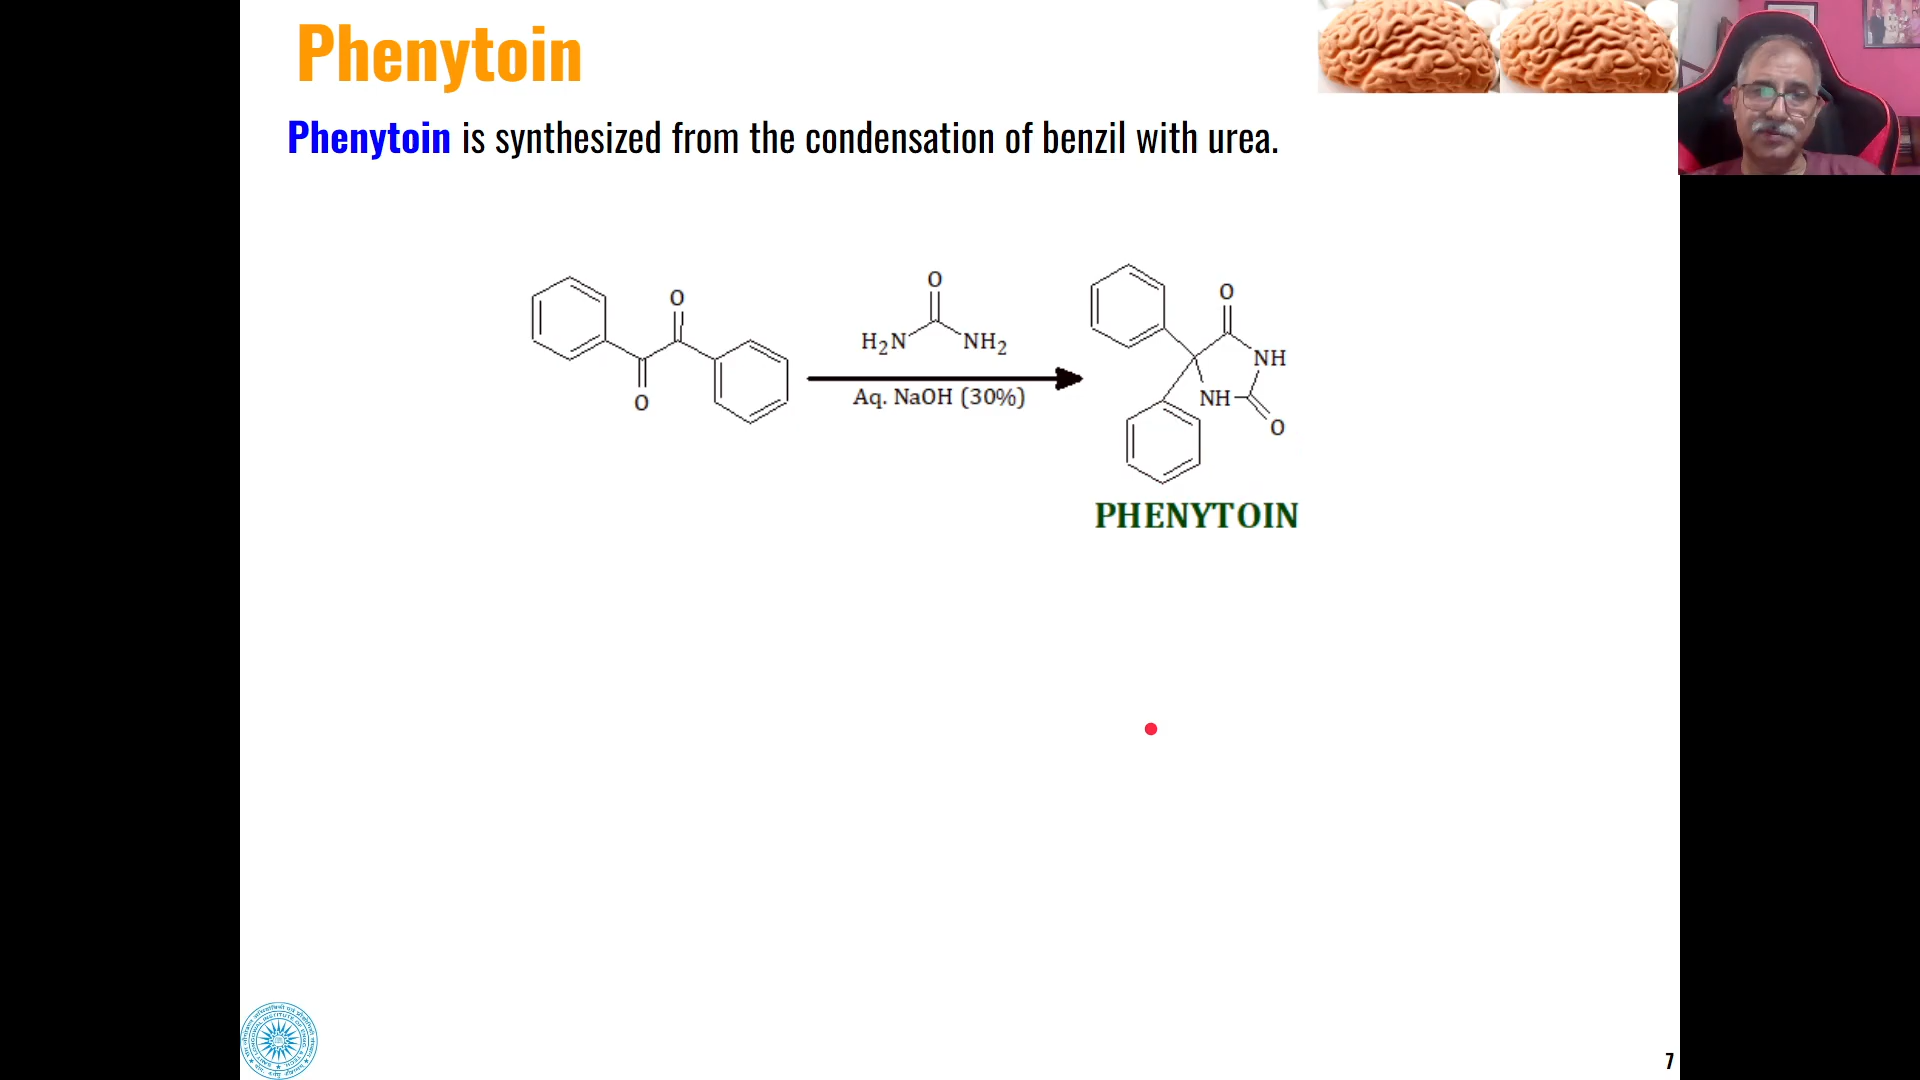 Phenytoin
Phenytoin is synthesized from the condensation of benzil with urea.
O
O
O
H2N NH2
Aq. NaOH (30%)
O
NH
NH
O
PHENYTOIN
7